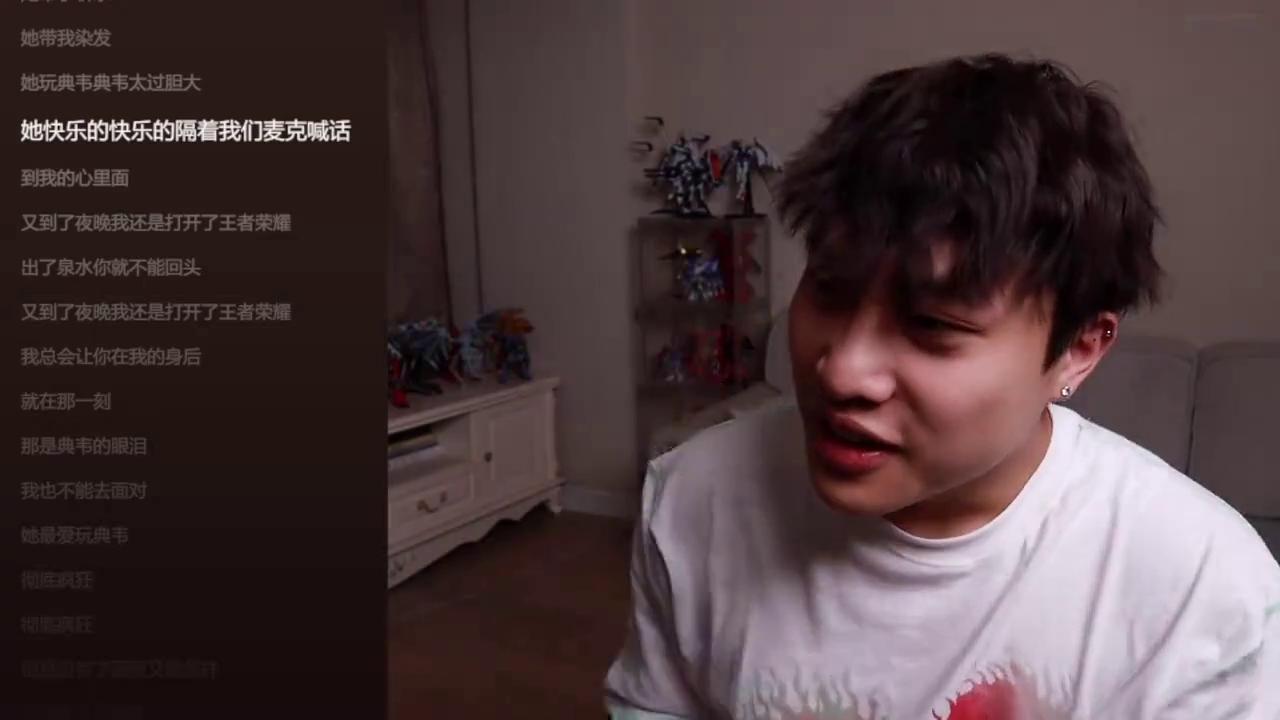 她带我染发
她玩典韦典韦太过胆大
她快乐的快乐的隔着我们麦克喊话
到我的心里面
又到了夜晚我还是打开了王者荣耀
出了泉水你就不能回头
又到了夜晚我还是打开了王者荣耀
我总会让你在我的身后
就在那一刻
那是典韦的眼泪
我也不能去面对
她最爱玩典韦
彻底疯狂
彻底疯狂